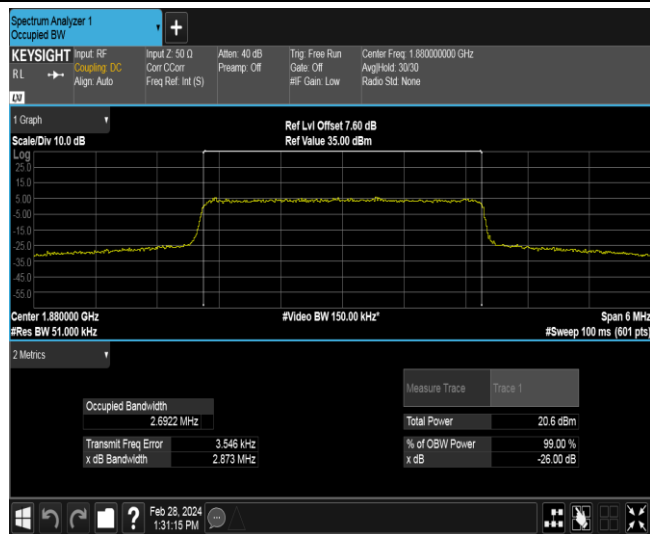 Spectrum Analyzer 1
Occupied BW
+
KEYSIGHT
RL
LXI
Input: RF
Coupling: DC
Align: Auto
Input Z: 50 Ω
Corr CCorr
Freq Ref: Int (S)
Atten: 40 dB
Preamp: Off
Trig: Free Run
Gate: Off
#IF Gain: Low
Center Freq: 1.880000000 GHz
Avg|Hold: 30/30
Radio Std: None
1 Graph
Scale/Div 10.0 dB
Ref Lvl Offset 7.60 dB
Ref Value 35.00 dBm
Log
25.0
15.0
5.00
-5.00
-15.0
-25.0
-35.0
-45.0
-55.0
Center 1.880000 GHz
#Video BW 150.00 kHz*
Span 6 MHz
#Res BW 51.000 kHz
#Sweep 100 ms (601 pts)
2 Metrics
Measure Trace
Trace 1
Occupied Bandwidth
2.6922 MHz
Total Power
20.6 dBm
Transmit Freq Error
3.546 kHz
% of OBW Power
99.00 %
x dB Bandwidth
2.873 MHz
x dB
-26.00 dB
?
Feb 28, 2024
1:31:15 PM